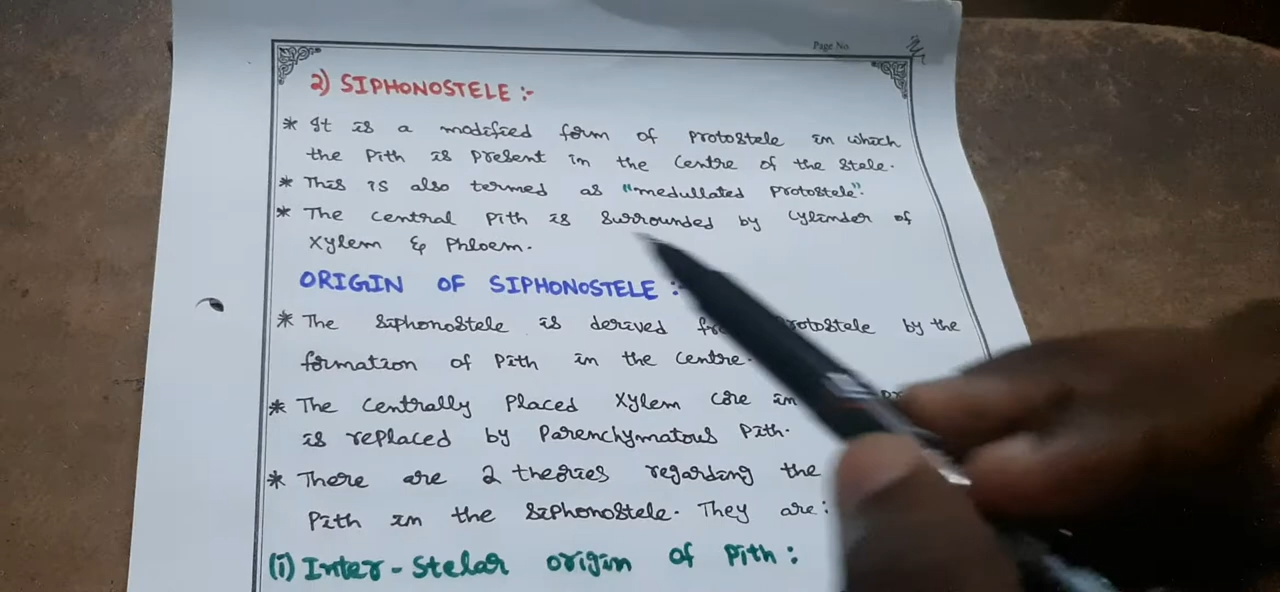 Page No.
2) SIPHONOSTELE :-
* It is a modified form of Protostele in which
the Pith is Present in the Centre of the Stele.
* This is also termed as "medullated Protostele".
* The Central Pith is Surrounded by Cylinder of
Xylem & Phloem.
ORIGIN OF SIPHONOSTELE :-
* The Siphonostele is derived Protostele by the
formation of Pith in the Centre.
* The Centrally Placed Xylem Core in
is replaced by Parenchymatous Pith.
* There are 2 theories regarding the
Pith in the Siphonostele. They are:
(i) Inter-Stelar origin of Pith: